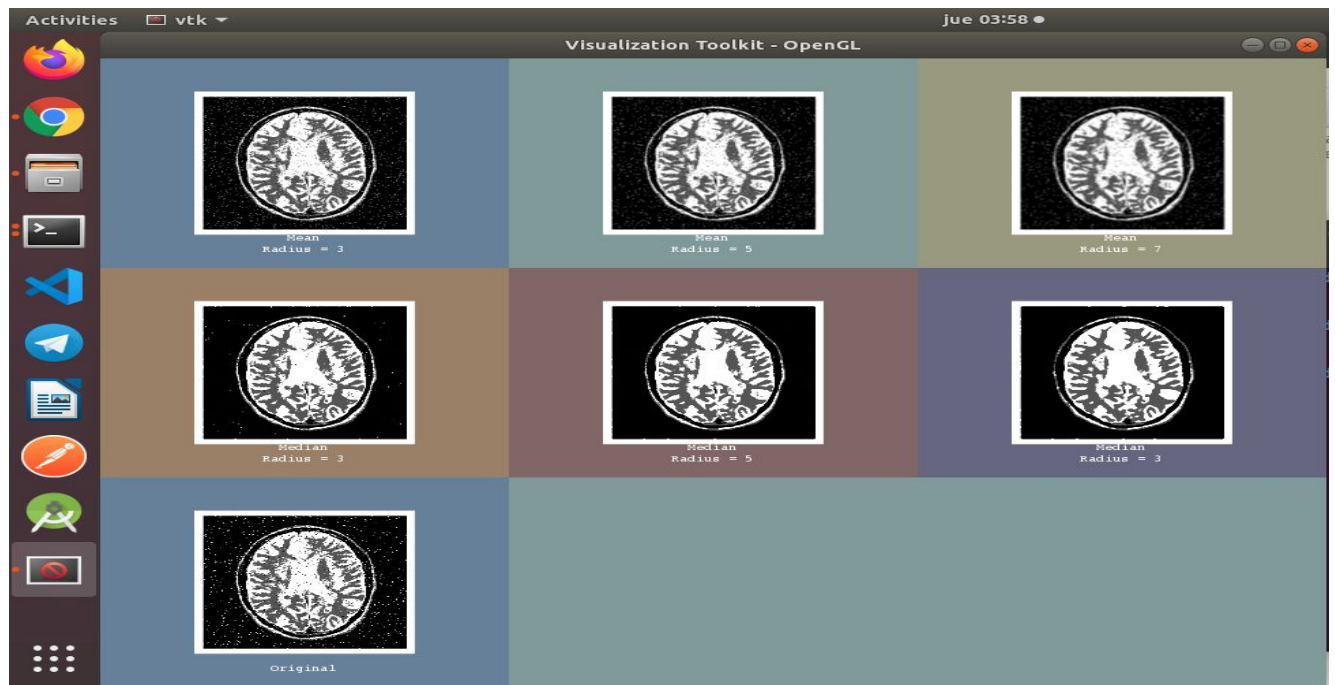 Activities vtk jue 03:58
Visualization Toolkit - OpenGL
Mean
Radius = 3
Mean
Radius = 5
Mean
Radius = 7
Median
Radius = 3
Median
Radius = 5
Median
Radius = 3
Original